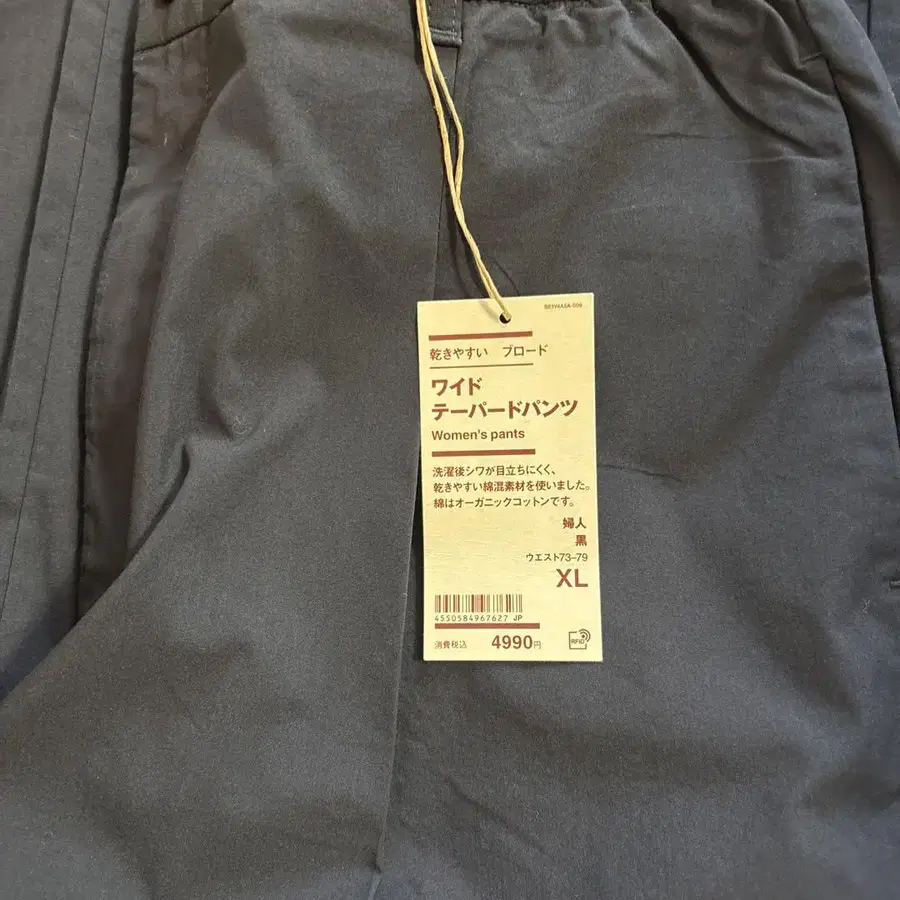 乾きやすい ブロード
ワイド
テーパードパンツ
Women's pants
洗濯後シワが目立ちにくく、
乾きやすい綿混素材を使いました。
綿はオーガニックコットンです。
婦人
黒
ウエスト73-79
XL
4550584967627 JP
消費税込 4990円
RFID